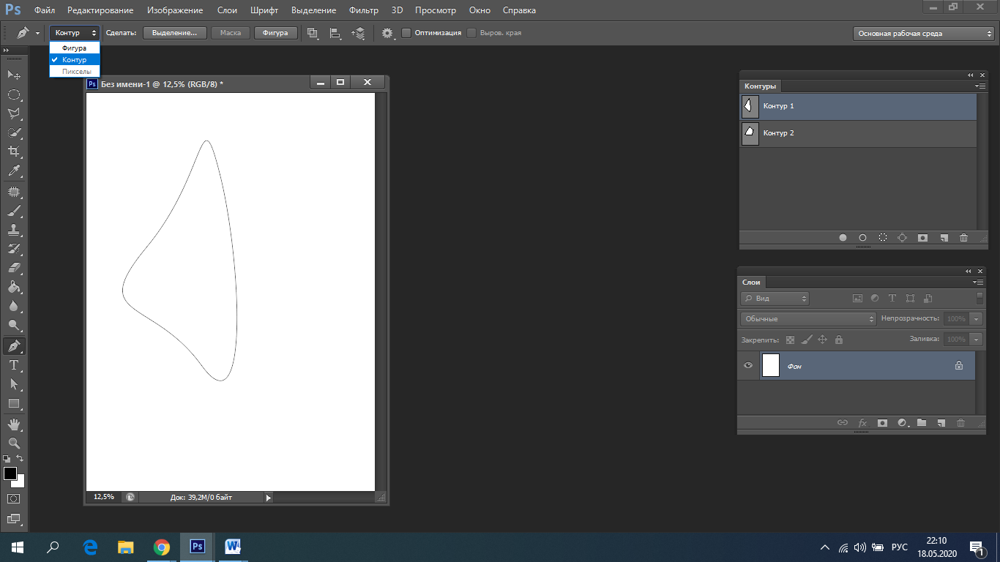 Ps Файл Редактирование Изображение Слои Шрифт Выделение Фильтр 3D Просмотр Окно Справка
Контур Сделать: Выделение... Маска Фигура Оптимизация Выров. края Основная рабочая среда
Фигура
Контур
Пикселы
Ps Без имени-1 @ 12,5% (RGB/8) *
Контуры
Контур 1
Контур 2
Слои
Вид T
Обычные Непрозрачность: 100%
Закрепить: Заливка: 100%
Фон
fx
T
12,5% Док: 39,2M/0 байт
Ps W РУС 22:10
18.05.2020
1